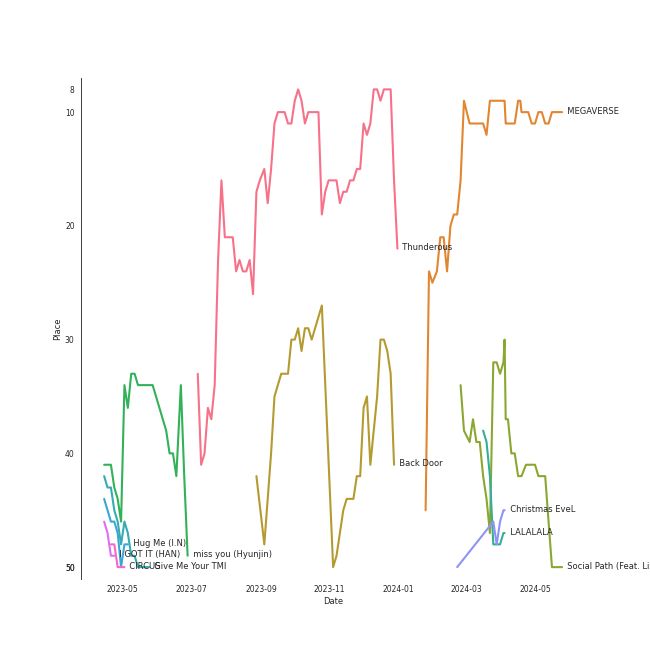 8
10
MEGAVERSE
20
Thunderous
30
Place
40
Back Door
Christmas EveL
LALALALA
Hug Me (I.N)
GOT IT (HAN)
miss you (Hyunjin)
50
CIRCUS
Give Me Your TMI
Social Path (Feat. Li
2023-05
2023-07
2023-09
2023-11
2024-01
2024-03
2024-05
Date